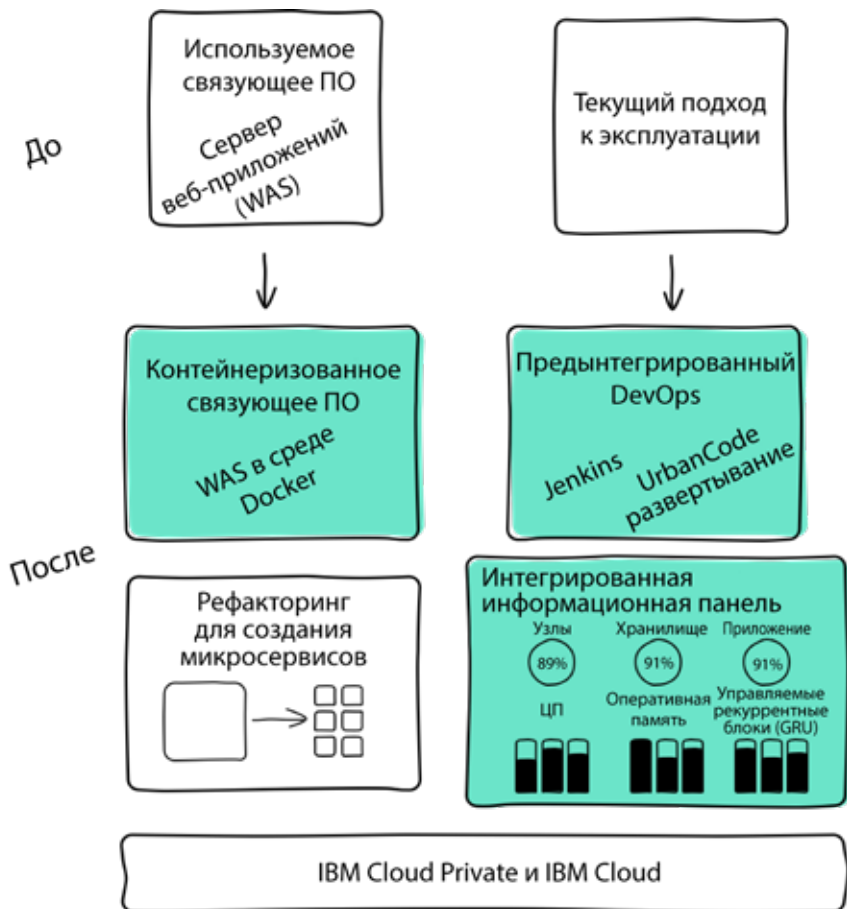 До
Используемое
связующее ПО
Сервер
веб-приложений
(WAS)
Текущий подход
к эксплуатации
После
Контейнеризованное
связующее ПО
WAS в среде
Docker
Предынтегрированный
DevOps
Jenkins
UrbanCode
развертывание
Рефакторинг
для создания
микросервисов
Интегрированная
информационная панель
Узлы
Хранилище
Приложение
89%
91%
91%
ЦП
Оперативная
память
Управляемые
рекуррентные
блоки (GRU)
IBM Cloud Private и IBM Cloud